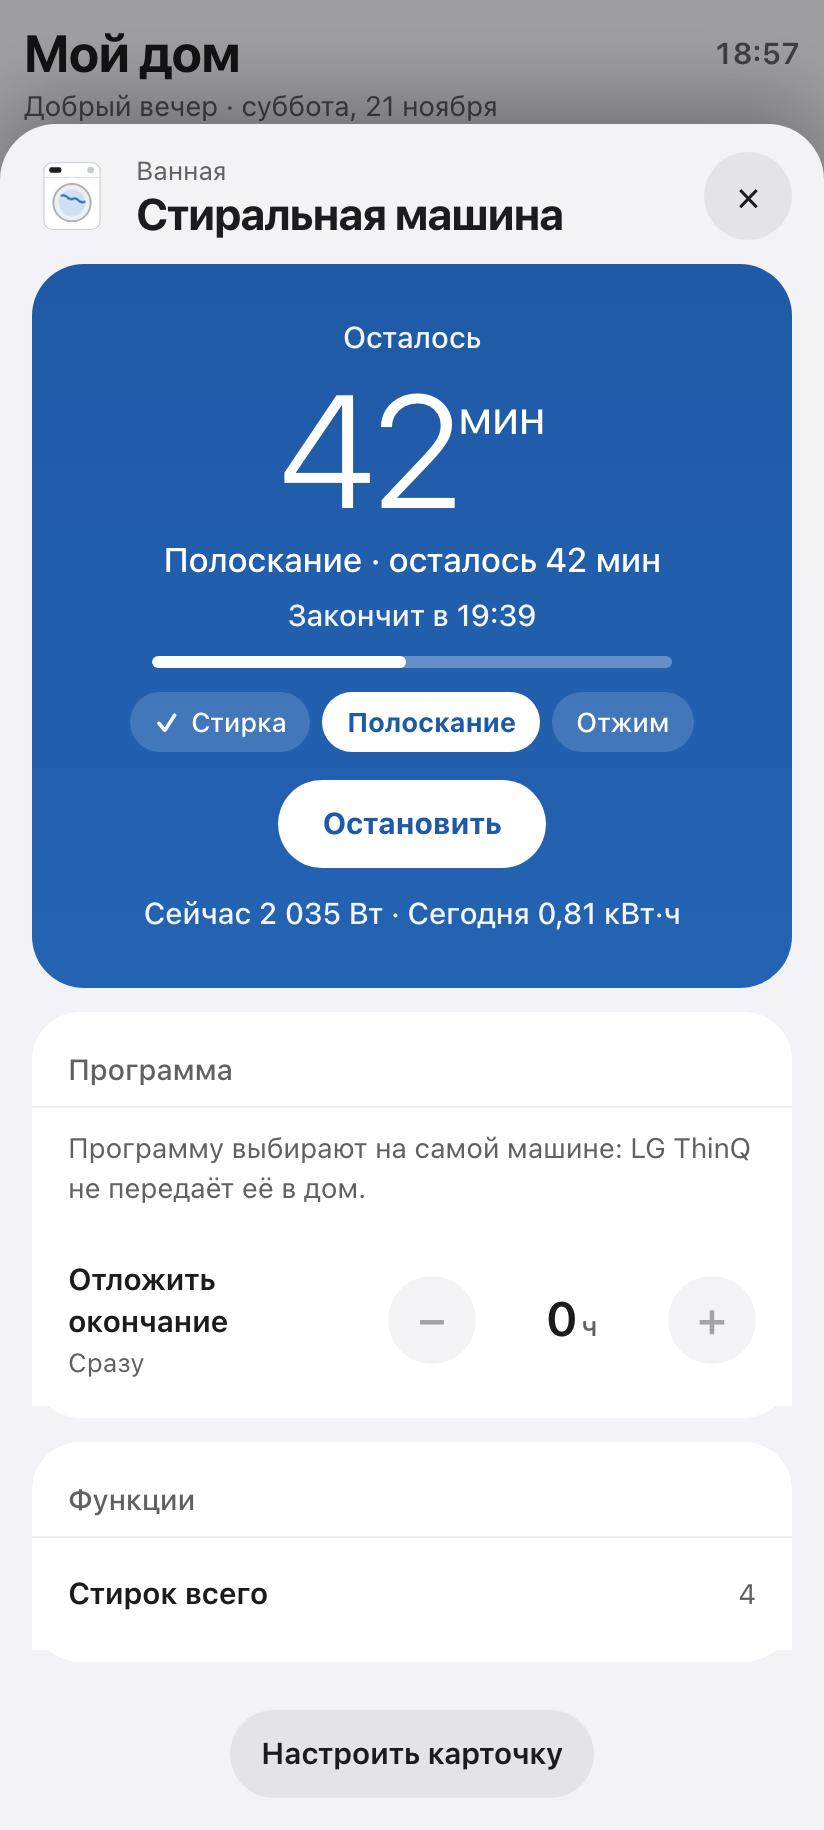 Мой дом
18:57
Добрый вечер · суббота, 21 ноября
Ванная
Стиральная машина
×
Осталось
42 мин
Полоскание · осталось 42 мин
Закончит в 19:39
✓ Стирка Полоскание Отжим
Остановить
Сейчас 2 035 Вт · Сегодня 0,81 кВт·ч
Программа
Программу выбирают на самой машине: LG ThinQ
не передаёт её в дом.
Отложить
окончание
Сразу
− 0 ч +
Функции
Стирок всего 4
Настроить карточку